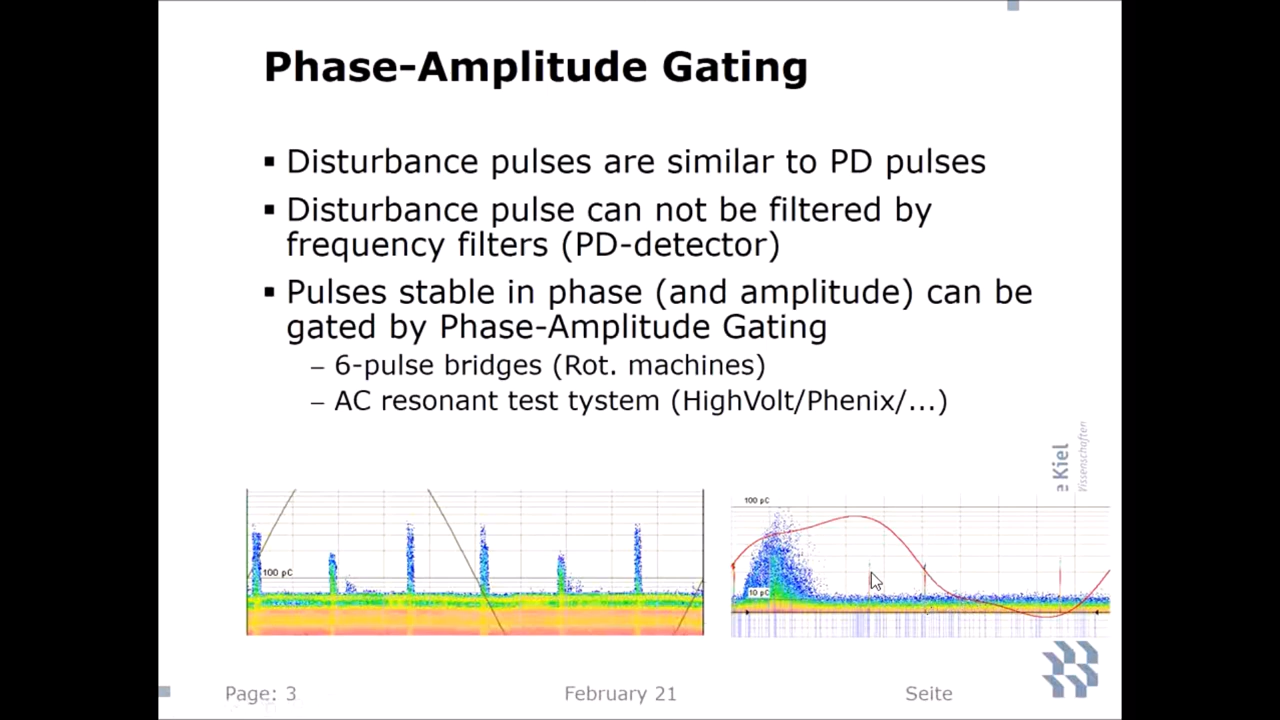 Phase-Amplitude Gating
▪ Disturbance pulses are similar to PD pulses
▪ Disturbance pulse can not be filtered by
frequency filters (PD-detector)
▪ Pulses stable in phase (and amplitude) can be
gated by Phase-Amplitude Gating
– 6-pulse bridges (Rot. machines)
– AC resonant test tystem (HighVolt/Phenix/...)
e Kiel
Wissenschaften
100 pC
100 pC
10 pC
Page: 3
February 21
Seite